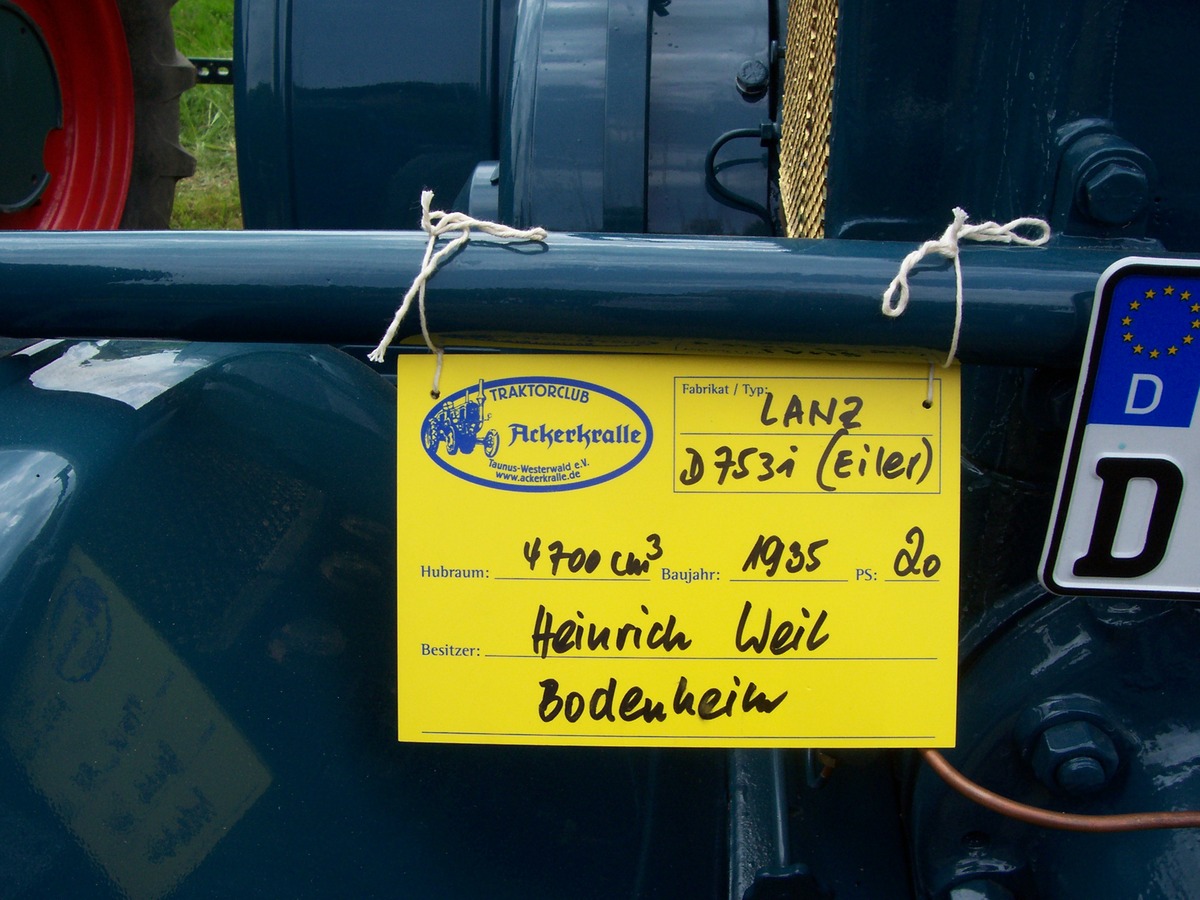 TRAKTORCLUB
Ackerkralle
Taunus-Westerwald e.V.
www.ackerkralle.de
Fabrikat / Typ: LANZ
D7531 (Eiler)
Hubraum: 4700 cm³ Baujahr: 1935 PS: 20
Besitzer: Heinrich Weil
Bodenheim
D
D